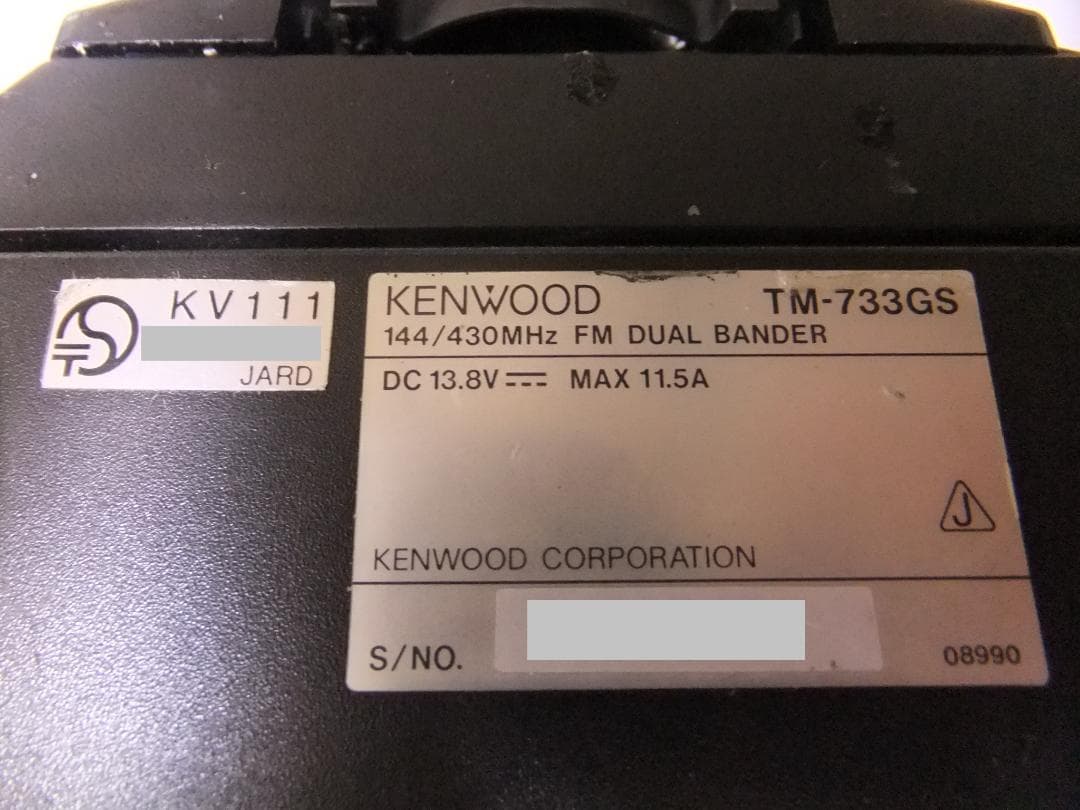 KV111
JARD
KENWOOD TM-733GS
144/430MHz FM DUAL BANDER
DC 13.8V⎓ MAX 11.5A
J
KENWOOD CORPORATION
S/NO. 08990